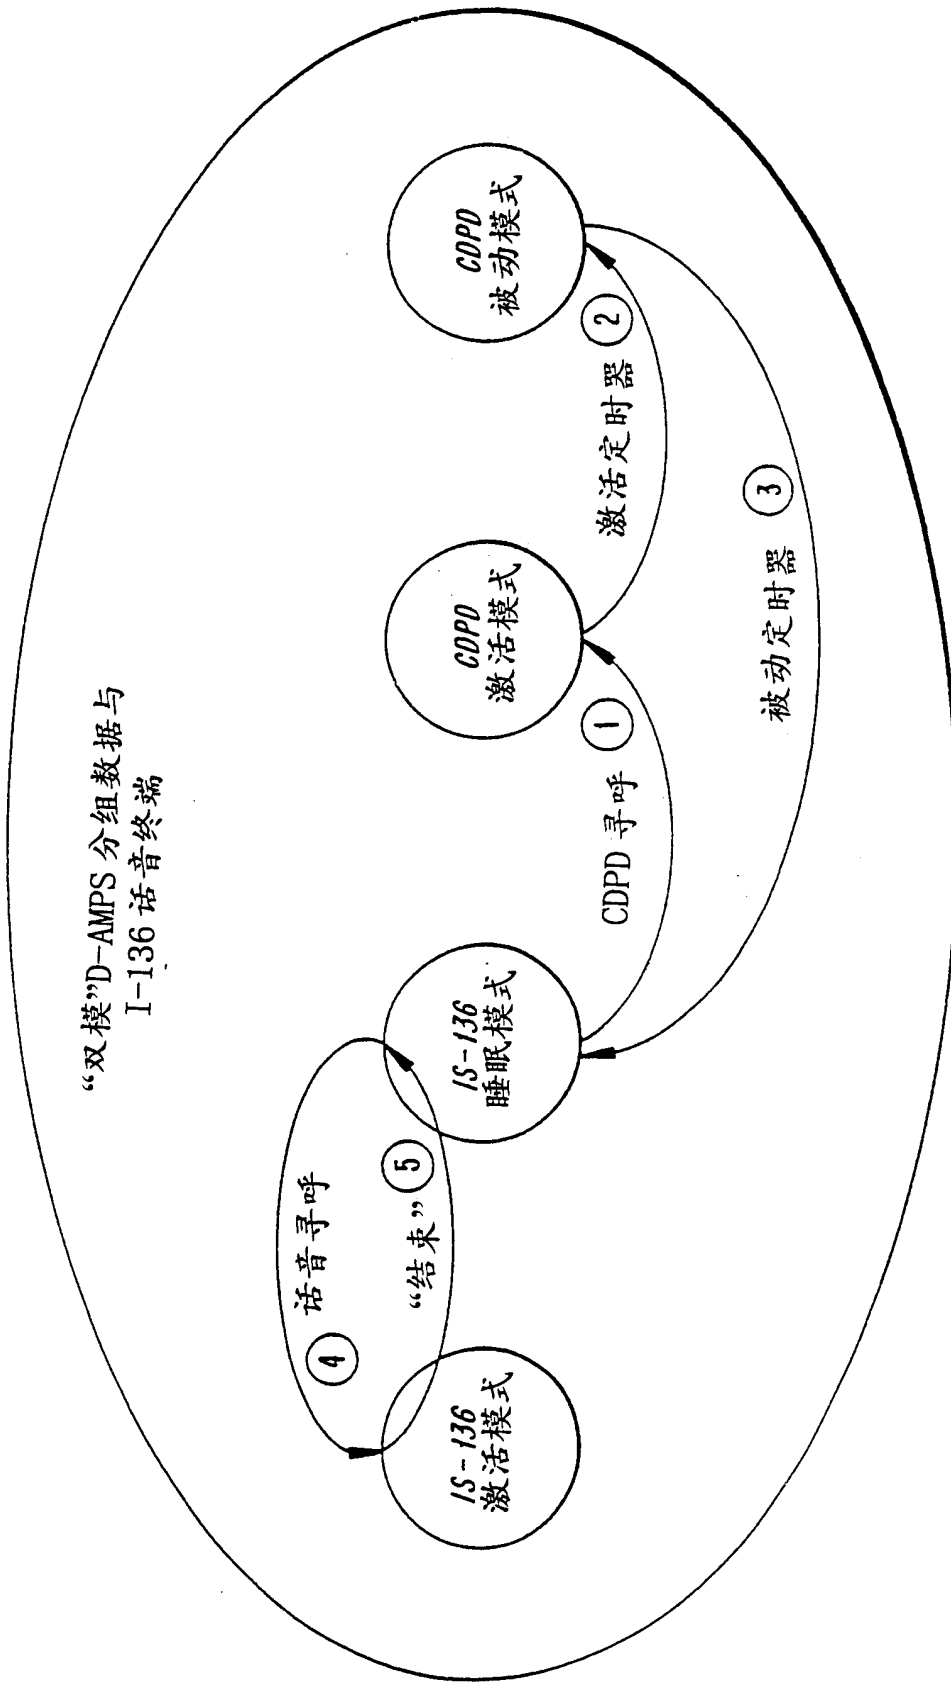 “双模”D-AMPS 分组数据与
I-136 话音终端
话音寻呼
④
“结束”
⑤
IS-136
激活模式
IS-136
睡眠模式
CDPD
激活模式
CDPD
被动模式
CDPD 寻呼
①
激活定时器
②
被动定时器
③